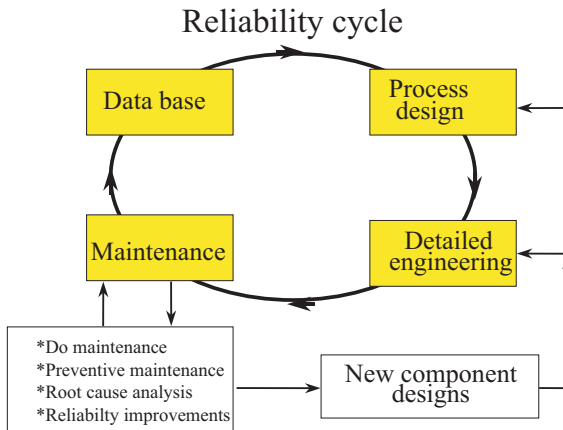 Reliability cycle
Data base
Process
design
Maintenance
Detailed
engineering
*Do maintenance
*Preventive maintenance
*Root cause analysis
*Reliabilty improvements
New component
designs